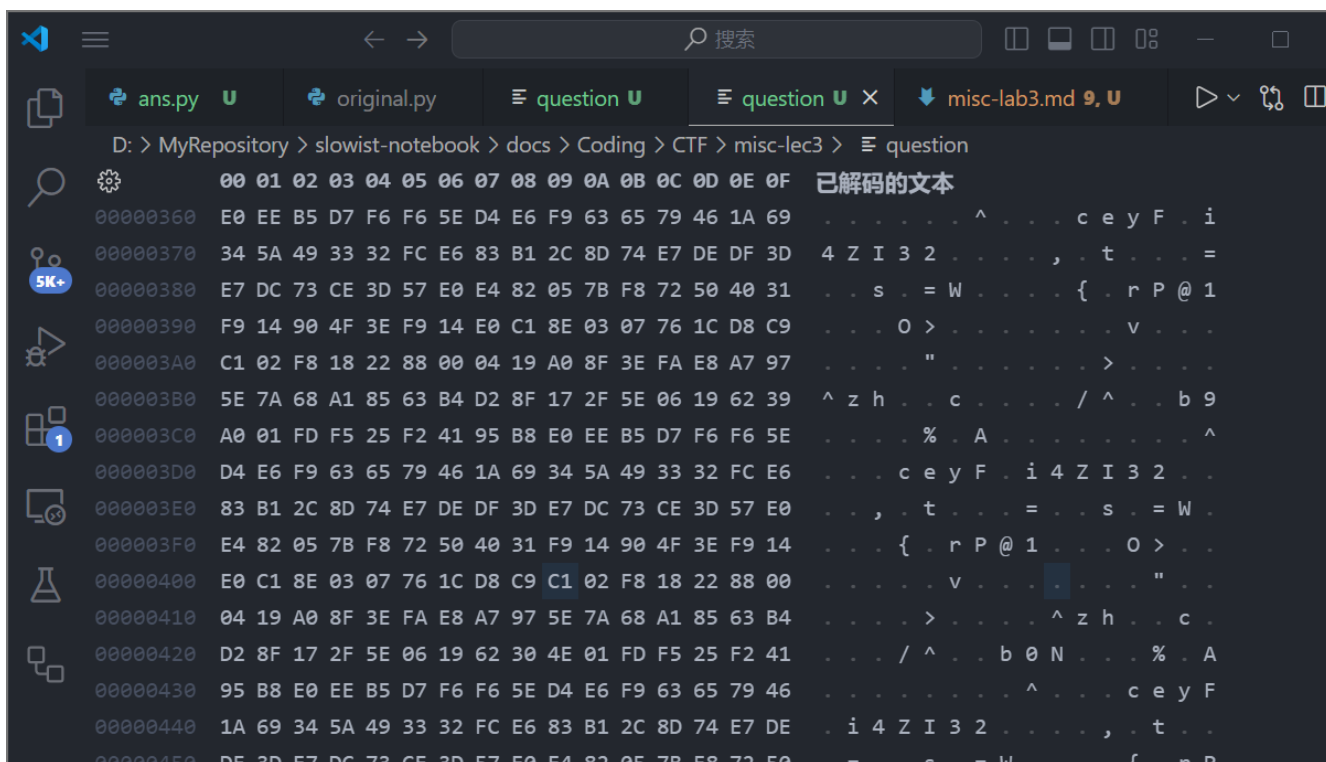 搜索
ans.py U original.py question U question U × misc-lab3.md 9, U
D: > MyRepository > slowist-notebook > docs > Coding > CTF > misc-lec3 > question
00 01 02 03 04 05 06 07 08 09 0A 0B 0C 0D 0E 0F 已解码的文本
00000360 E0 EE B5 D7 F6 F6 5E D4 E6 F9 63 65 79 46 1A 69 . . . . . . ^ . . . c e y F . i
00000370 34 5A 49 33 32 FC E6 83 B1 2C 8D 74 E7 DE DF 3D 4 Z I 3 2 . . . . , . t . . . =
5K+
00000380 E7 DC 73 CE 3D 57 E0 E4 82 05 7B F8 72 50 40 31 . . s . = W . . . . { . r P @ 1
00000390 F9 14 90 4F 3E F9 14 E0 C1 8E 03 07 76 1C D8 C9 . . . O > . . . . . . . v . . .
000003A0 C1 02 F8 18 22 88 00 04 19 A0 8F 3E FA E8 A7 97 . . . . " . . . . . . > . . . .
000003B0 5E 7A 68 A1 85 63 B4 D2 8F 17 2F 5E 06 19 62 39 ^ z h . . c . . . . / ^ . . b 9
000003C0 A0 01 FD F5 25 F2 41 95 B8 E0 EE B5 D7 F6 F6 5E . . . . % . A . . . . . . . . ^
1
000003D0 D4 E6 F9 63 65 79 46 1A 69 34 5A 49 33 32 FC E6 . . . c e y F . i 4 Z I 3 2 . .
000003E0 83 B1 2C 8D 74 E7 DE DF 3D E7 DC 73 CE 3D 57 E0 . . , . t . . . = . . s . = W .
000003F0 E4 82 05 7B F8 72 50 40 31 F9 14 90 4F 3E F9 14 . . . { . r P @ 1 . . . O > . .
00000400 E0 C1 8E 03 07 76 1C D8 C9 C1 02 F8 18 22 88 00 . . . . . v . . . . . . . " . .
00000410 04 19 A0 8F 3E FA E8 A7 97 5E 7A 68 A1 85 63 B4 . . . . > . . . . ^ z h . . c .
00000420 D2 8F 17 2F 5E 06 19 62 30 4E 01 FD F5 25 F2 41 . . . / ^ . . b 0 N . . . % . A
00000430 95 B8 E0 EE B5 D7 F6 F6 5E D4 E6 F9 63 65 79 46 . . . . . . . . ^ . . . c e y F
00000440 1A 69 34 5A 49 33 32 FC E6 83 B1 2C 8D 74 E7 DE . i 4 Z I 3 2 . . . . , . t . .